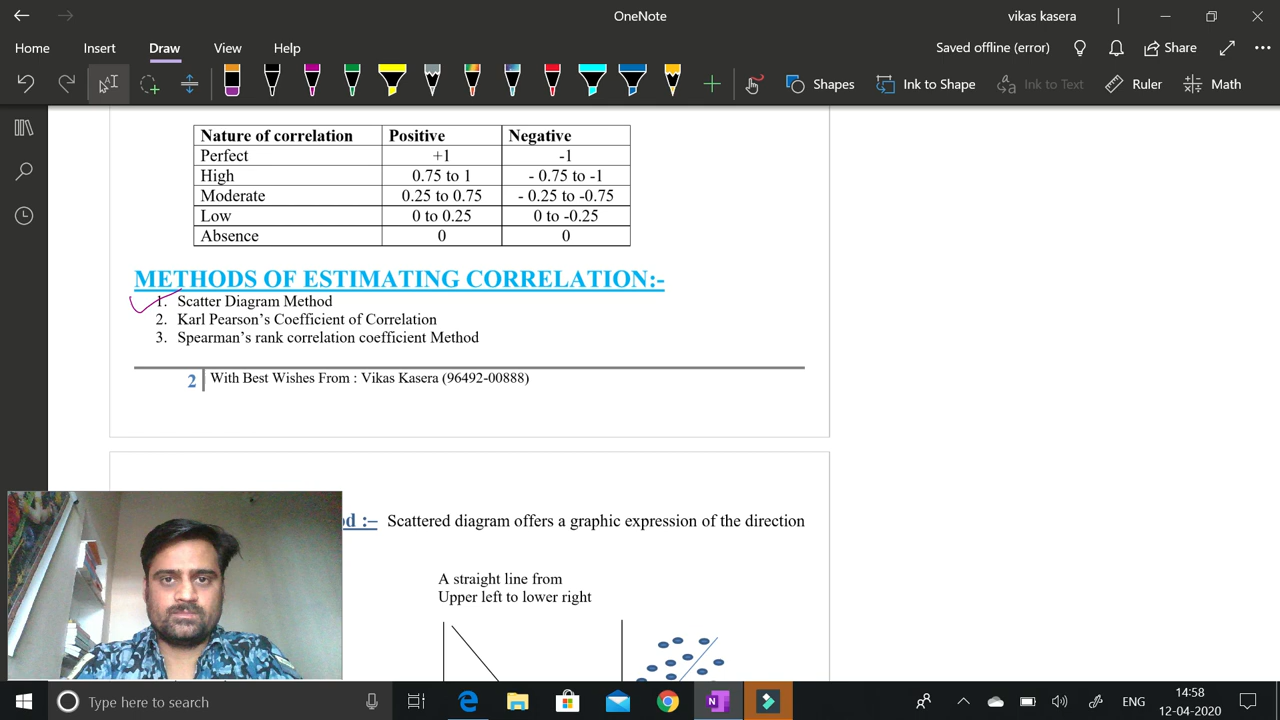 OneNote
vikas kasera
Home Insert Draw View Help
Saved offline (error)
Share
Shapes
Ink to Shape
Ink to Text
Ruler
Math
Nature of correlation Positive Negative
Perfect +1 -1
High 0.75 to 1 - 0.75 to -1
Moderate 0.25 to 0.75 - 0.25 to -0.75
Low 0 to 0.25 0 to -0.25
Absence 0 0
METHODS OF ESTIMATING CORRELATION:-
1. Scatter Diagram Method
2. Karl Pearson’s Coefficient of Correlation
3. Spearman’s rank correlation coefficient Method
2 With Best Wishes From : Vikas Kasera (96492-00888)
od :– Scattered diagram offers a graphic expression of the direction
A straight line from
Upper left to lower right
Type here to search
ENG
14:58
12-04-2020